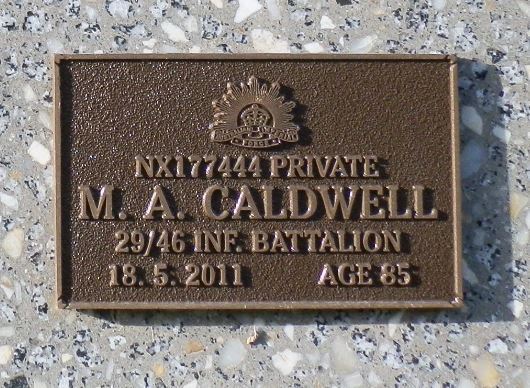 NX177444 PRIVATE
M. A. CALDWELL
29/46 INF. BATTALION
18. 5. 2011 AGE 85